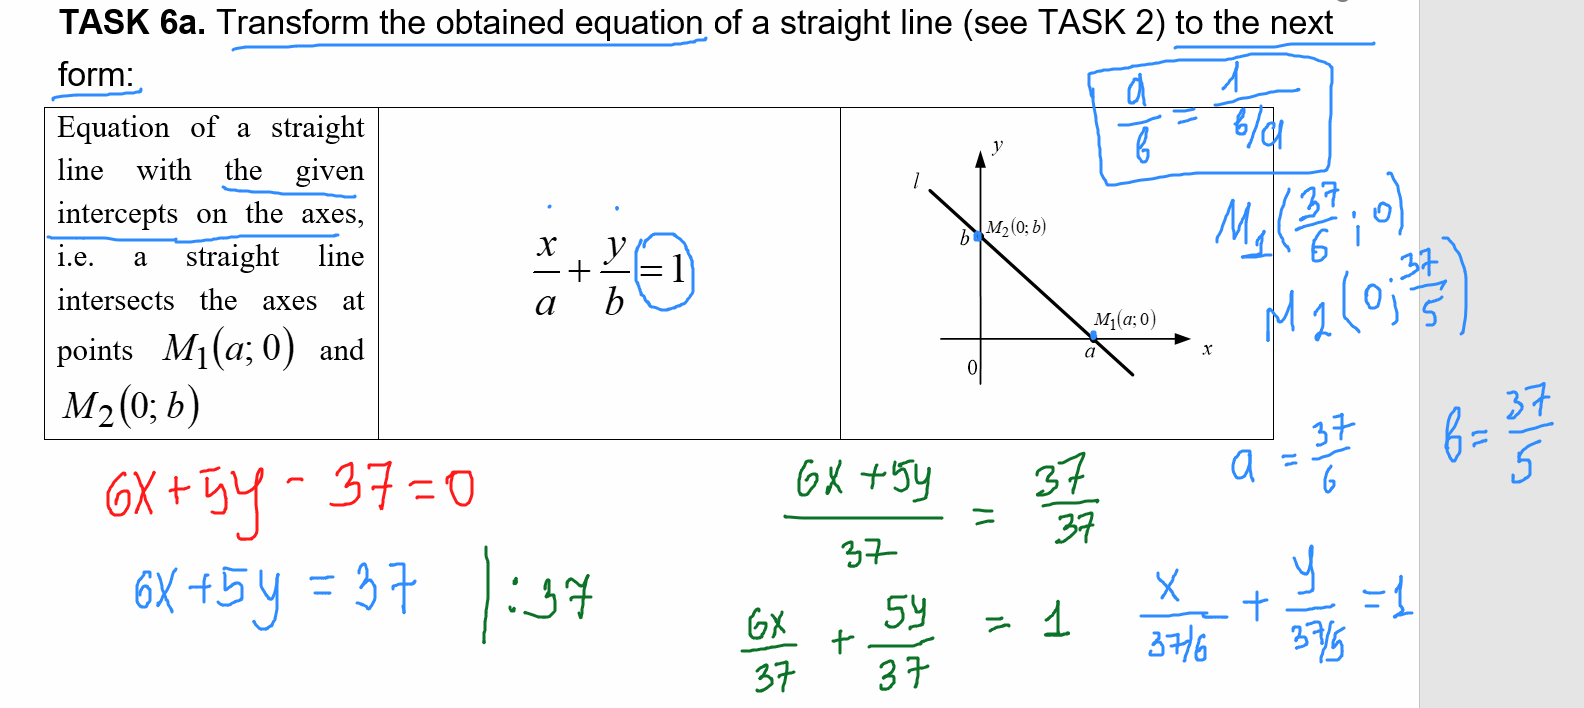 TASK 6a. Transform the obtained equation of a straight line (see TASK 2) to the next
form:
Equation of a straight
line with the given
intercepts on the axes,
i.e. a straight line
intersects the axes at
points M₁(a; 0) and
M₂(0; b)
x/a + y/b = 1
y
l
b
M₂(0; b)
M₁(a; 0)
a
x
0
a/в = 1/(в/a)
M₁(37/6; 0)
M₂(0; 37/5)
a = 37/6
в = 37/5
6x + 5y - 37 = 0
6x + 5y = 37 | : 37
(6x + 5y)/37 = 37/37
6x/37 + 5y/37 = 1
x/(37/6) + y/(37/5) = 1